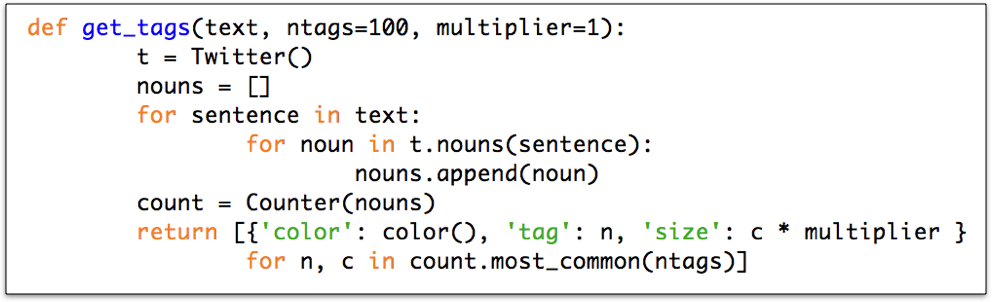 def get_tags(text, ntags=100, multiplier=1):
        t = Twitter()
        nouns = []
        for sentence in text:
                for noun in t.nouns(sentence):
                        nouns.append(noun)
        count = Counter(nouns)
        return [{'color': color(), 'tag': n, 'size': c * multiplier }
                for n, c in count.most_common(ntags)]